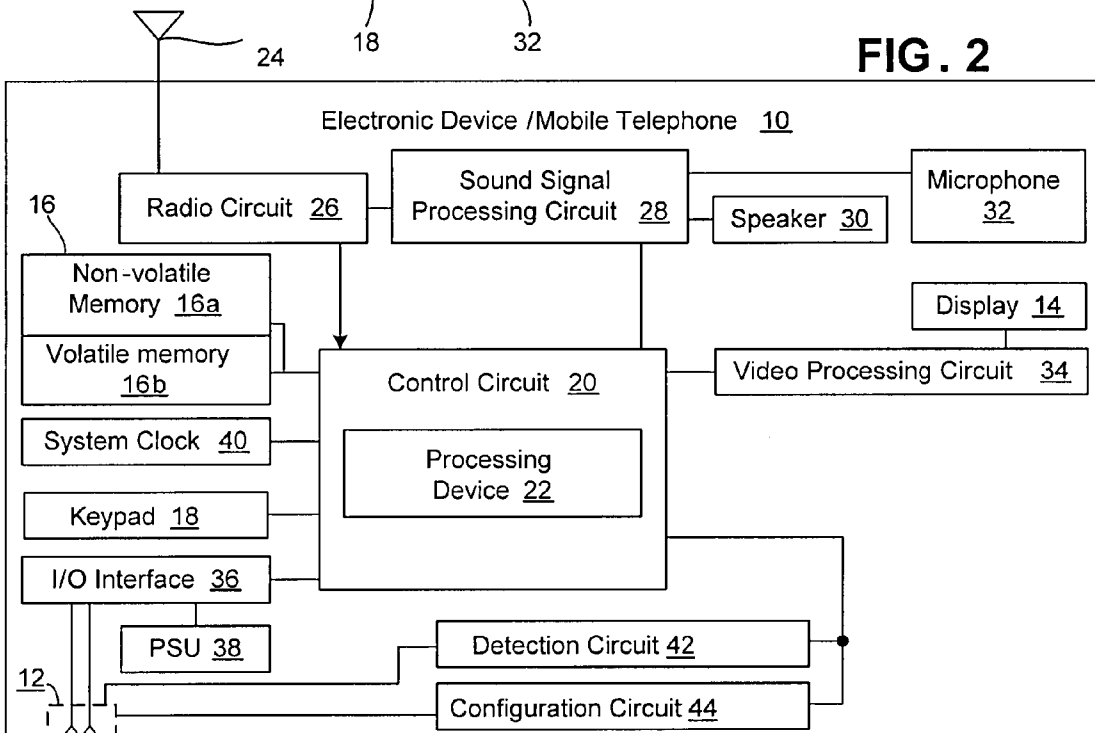 18
32
24
FIG. 2
Electronic Device /Mobile Telephone 10
16
Radio Circuit 26
Sound Signal
Processing Circuit 28
Speaker 30
Microphone
32
Non-volatile
Memory 16a
Volatile memory
16b
Display 14
Video Processing Circuit 34
Control Circuit 20
Processing
Device 22
System Clock 40
Keypad 18
I/O Interface 36
PSU 38
12
Detection Circuit 42
Configuration Circuit 44